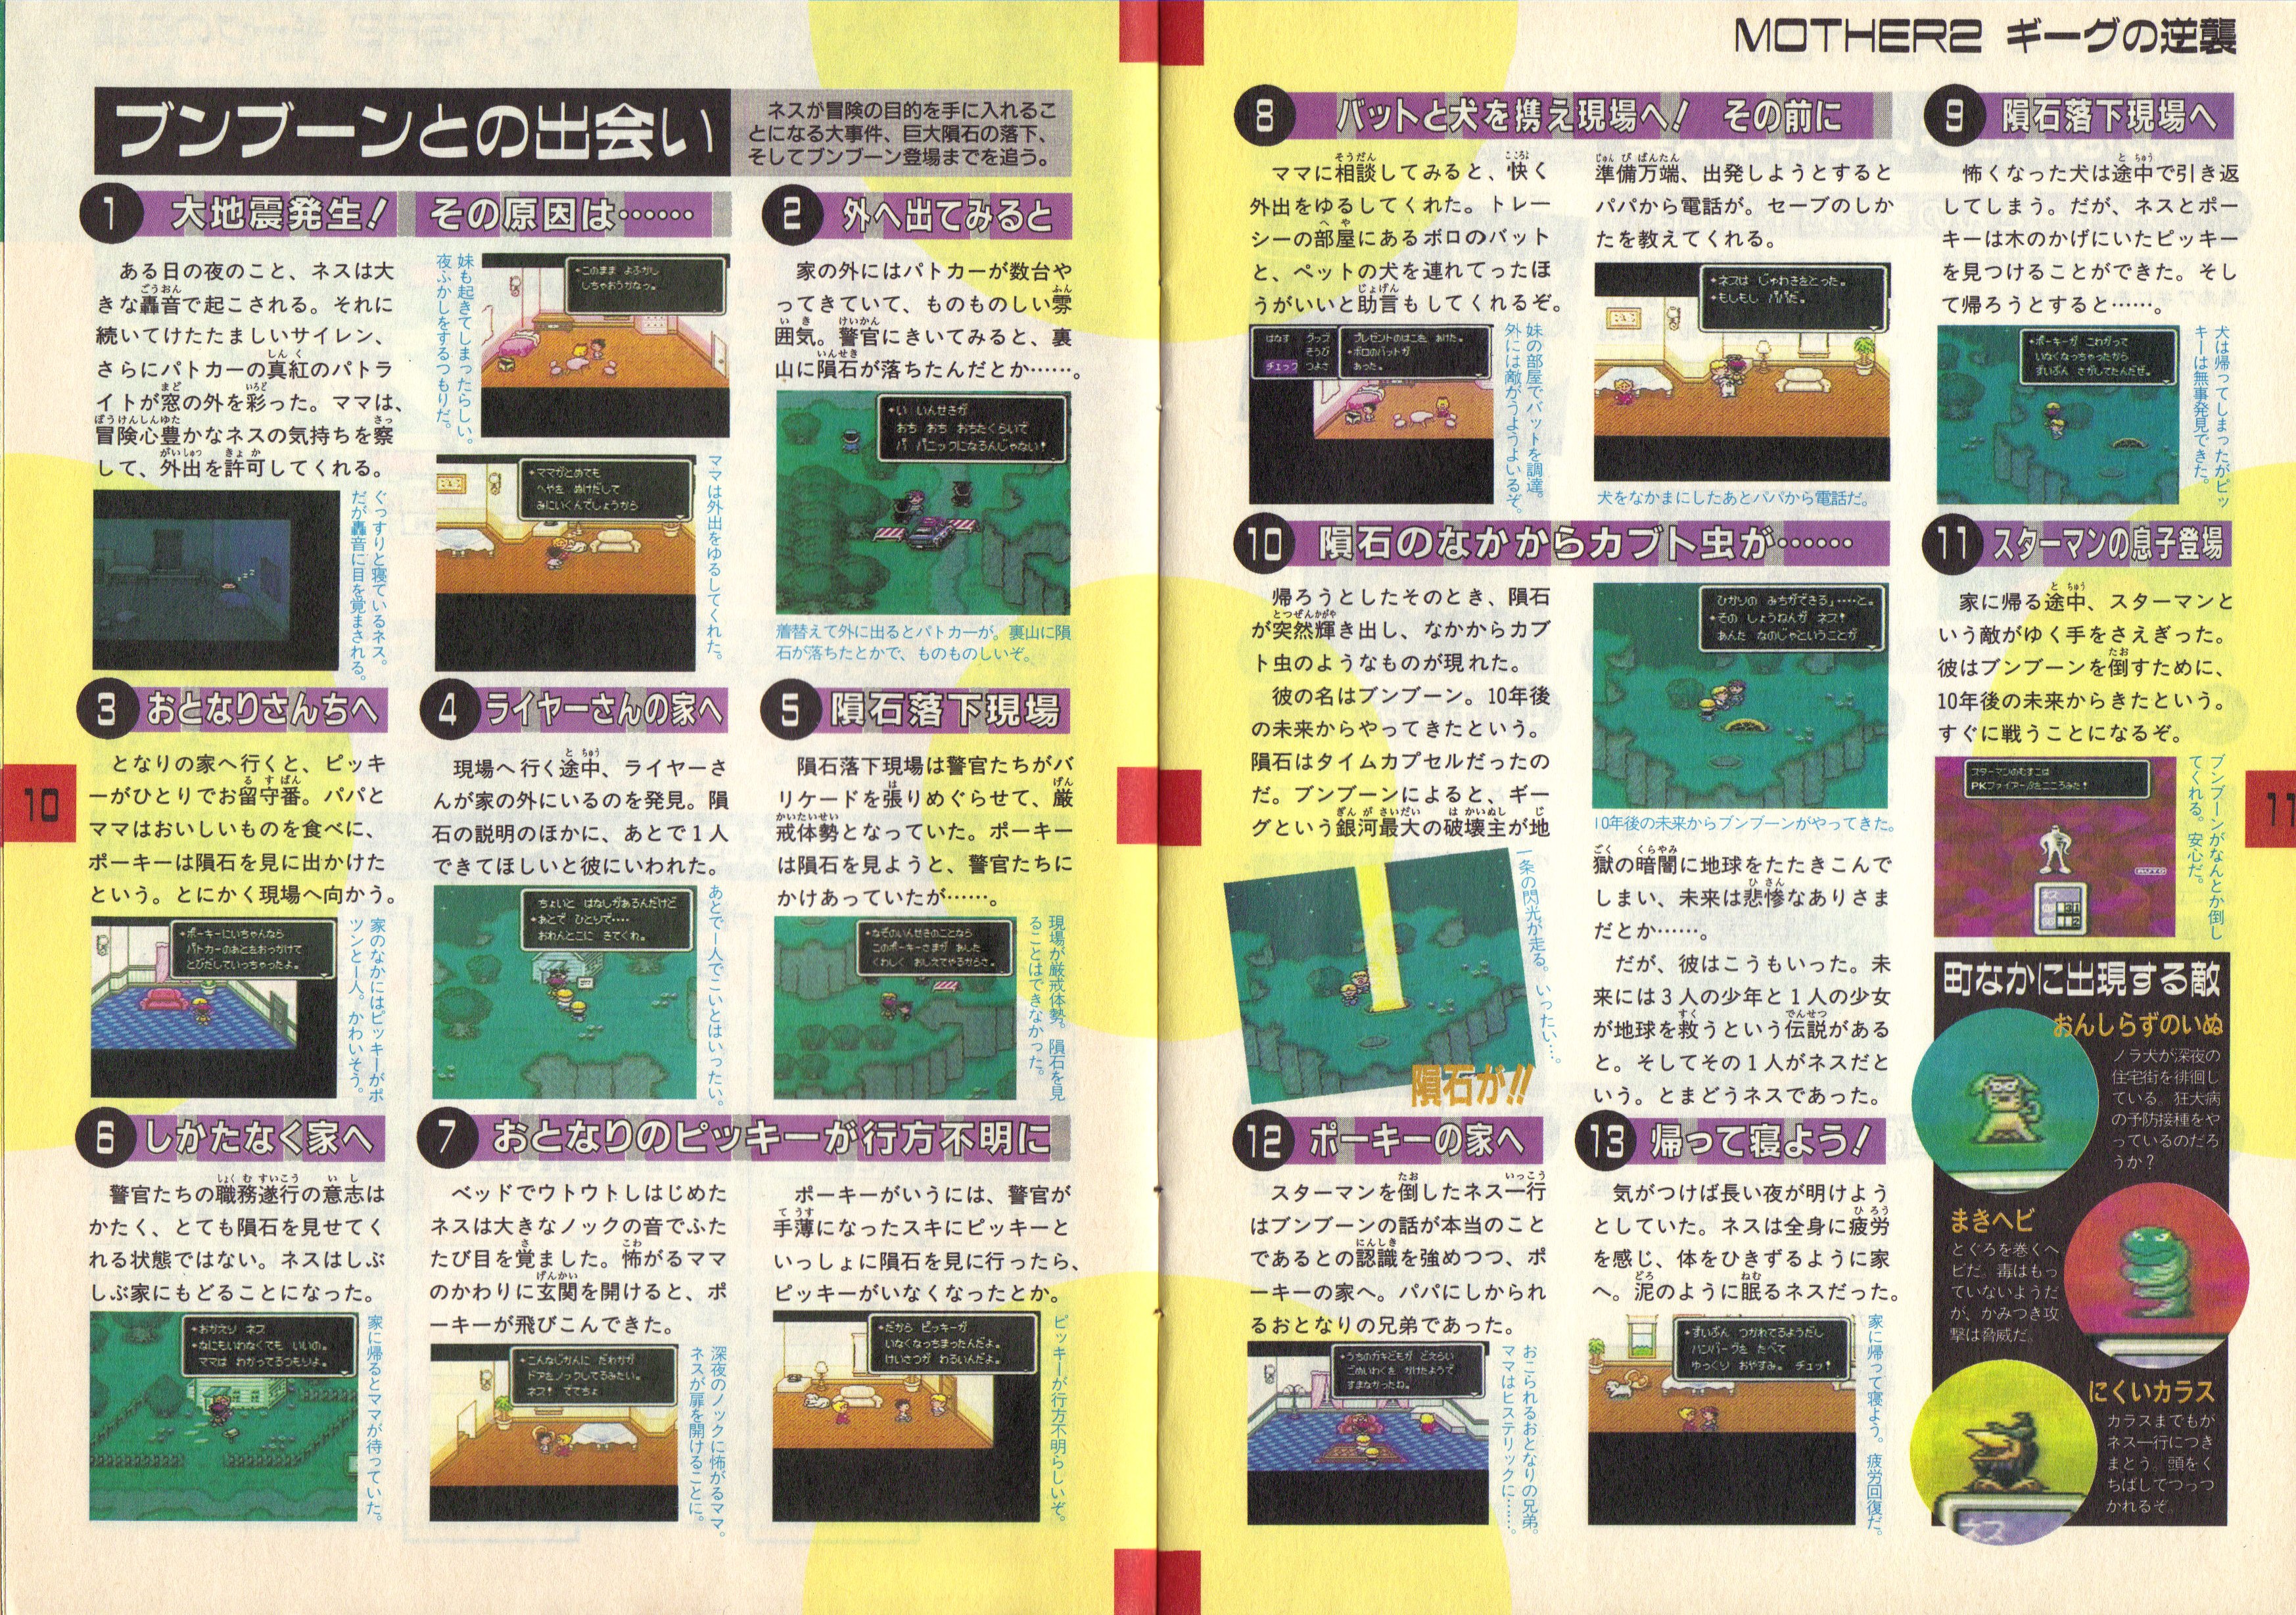 MOTHER2 ギーグの逆襲
ブンブーンとの出会い
ネスが冒険の目的を手に入れるこ
とになる大事件、巨大隕石の落下、
そしてブンブーン登場までを追う。
1 大地震発生! その原因は……
ある日の夜のこと、ネスは大
きな轟音で起こされる。それに
続いてけたたましいサイレン、
さらにパトカーの真紅のパトラ
イトが窓の外を彩った。ママは、
冒険心豊かなネスの気持ちを察
して、外出を許可してくれる。
妹も起きてしまったらしい。
夜ふかしをするつもりだ。
・このまま よふかし
しちゃおうかなっ。
ぐっすりと寝ているネス。
だが轟音に目を覚まされる。
・ママがとめても
へやを ぬけだして
みにいくんでしょうから
ママは外出をゆるしてくれた。
2 外へ出てみると
家の外にはパトカーが数台や
ってきていて、ものものしい雰
囲気。警官にきいてみると、裏
山に隕石が落ちたんだとか……。
・い いんせきが
おち おち おちたくらいで
パ パニックになるんじゃない!
着替えて外に出るとパトカーが。裏山に隕
石が落ちたとかで、ものものしいぞ。
3 おとなりさんちへ
となりの家へ行くと、ピッキ
ーがひとりでお留守番。パパと
ママはおいしいものを食べに、
ポーキーは隕石を見に出かけた
という。とにかく現場へ向かう。
・ポーキーにいちゃんなら
パトカーのあとをおっかけて
とびだしていっちゃったよ。
家のなかにはピッキーがポ
ツンと一人。かわいそう。
4 ライヤーさんの家へ
現場へ行く途中、ライヤーさ
んが家の外にいるのを発見。隕
石の説明のほかに、あとで1人
できてほしいと彼にいわれた。
ちょいと はなしがあるんだけど
・あとで ひとりで‥‥
おれんとこに きてくれ。
あとで一人でこいとはいったい。
5 隕石落下現場
隕石落下現場は警官たちがバ
リケードを張りめぐらせて、厳
戒体勢となっていた。ポーキー
は隕石を見ようと、警官たちに
かけあっていたが……。
・なぞのいんせきのことなら
このポーキーさまが あした
くわしく おしえてやるからさ。
現場が厳戒体勢。隕石を見
ることはできなかった。
6 しかたなく家へ
警官たちの職務遂行の意志は
かたく、とても隕石を見せてく
れる状態ではない。ネスはしぶ
しぶ家にもどることになった。
・おかえり ネス
・なにもいわなくても いいの。
ママは わかってるつもりよ。
家に帰るとママが待っていた。
7 おとなりのピッキーが行方不明に
ベッドでウトウトしはじめた
ネスは大きなノックの音でふた
たび目を覚ました。怖がるママ
のかわりに玄関を開けると、ポ
ーキーが飛びこんできた。
・こんなじかんに だれかが
ドアをノックしてるみたい。
ネス! でてちょ
深夜のノックに怖がるママ。
ネスが扉を開けることに。
ポーキーがいうには、警官が
手薄になったスキにピッキーと
いっしょに隕石を見に行ったら、
ピッキーがいなくなったとか。
・だから ピッキーが
いなくなっちまったんだよ。
けいさつが わるいんだよ。
ピッキーが行方不明らしいぞ。
10
8 バットと犬を携え現場へ! その前に
ママに相談してみると、快く
外出をゆるしてくれた。トレー
シーの部屋にあるボロのバット
と、ペットの犬を連れてったほ
うがいいと助言もしてくれるぞ。
はなす グッズ
そうび
チェック つよさ
プレゼントのはこを あけた。
・ボロのバットが
あった。
妹の部屋でバットを調達。
外には敵がうようよいるぞ。
準備万端、出発しようとすると
パパから電話が。セーブのしか
たを教えてくれる。
・ネスは じゅわきをとった。
・もしもし パパだ。
犬をなかまにしたあとパパから電話だ。
9 隕石落下現場へ
怖くなった犬は途中で引き返
してしまう。だが、ネスとポー
キーは木のかげにいたピッキー
を見つけることができた。そし
て帰ろうとすると……。
・ポーキーが こわがって
いなくなっちゃったから
ずいぶん さがしてたんだぜ。
犬は帰ってしまったがピッ
キーは無事発見できた。
10 隕石のなかからカブト虫が……
帰ろうとしたそのとき、隕石
が突然輝き出し、なかからカブ
ト虫のようなものが現れた。
彼の名はブンブーン。10年後
の未来からやってきたという。
隕石はタイムカプセルだったの
だ。ブンブーンによると、ギー
グという銀河最大の破壊主が地
一条の閃光が走る。いったい…。
隕石が!!
ひかりの みちができる」‥‥と。
・その しょうねんが ネス!
あんた なのじゃということが
10年後の未来からブンブーンがやってきた。
獄の暗闇に地球をたたきこんで
しまい、未来は悲惨なありさま
だとか……。
だが、彼はこうもいった。未
来には3人の少年と1人の少女
が地球を救うという伝説がある
と。そしてその1人がネスだと
いう。とまどうネスであった。
11 スターマンの息子登場
家に帰る途中、スターマンと
いう敵がゆく手をさえぎった。
彼はブンブーンを倒すために、
10年後の未来からきたという。
すぐに戦うことになるぞ。
スターマンのむすこは
PKファイアーαをこころみた!
AUTO
ネス
ブンブーンがなんとか倒し
てくれる。安心だ。
12 ポーキーの家へ
スターマンを倒したネス一行
はブンブーンの話が本当のこと
であるとの認識を強めつつ、ポ
ーキーの家へ。パパにしかられ
るおとなりの兄弟であった。
・うちのガキどもが どえらい
ごめいわくを かけたようで
すまなかったね。
おこられるおとなりの兄弟。
ママはヒステリックに……。
13 帰って寝よう!
気がつけば長い夜が明けよう
としていた。ネスは全身に疲労
を感じ、体をひきずるように家
へ。泥のように眠るネスだった。
・ずいぶん つかれてるようだし
ハンバーグを たべて
ゆっくり おやすみ。チュッ!
家に帰って寝よう。疲労回復だ。
町なかに出現する敵
おんしらずのいぬ
ノラ犬が深夜の
住宅街を徘徊し
ている。狂犬病
の予防接種をや
っているのだろ
うか?
まきヘビ
とぐろを巻くヘ
ビだ。毒はもっ
ていないようだ
が、かみつき攻
撃は脅威だ。
にくいカラス
カラスまでもが
ネス一行につき
まとう。頭をく
ちばしてつっつ
かれるぞ。
ネス
11